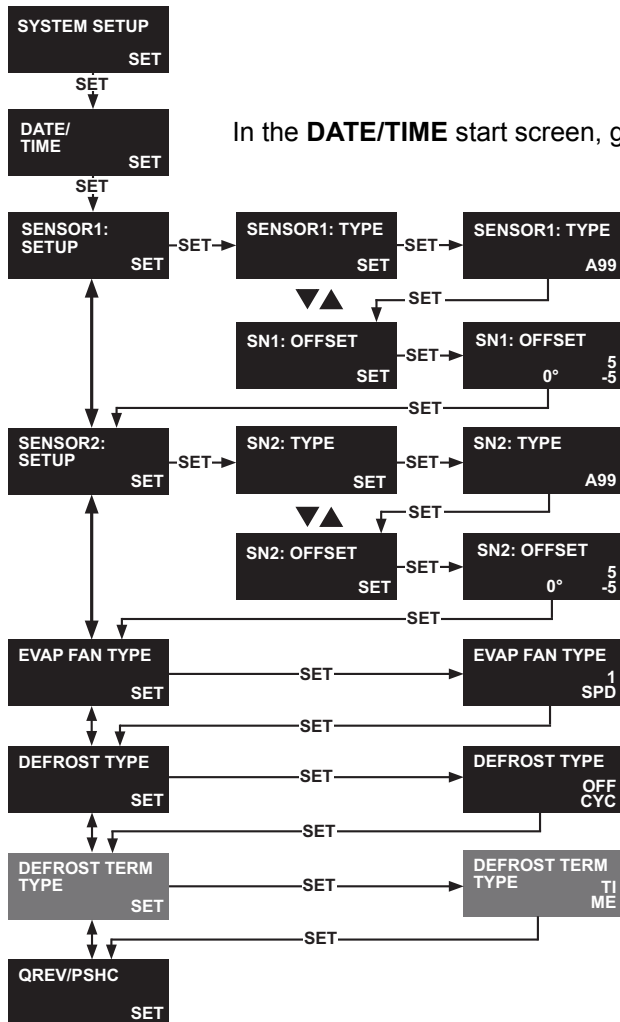 SYSTEM SETUP
SET
SET
DATE/
TIME
SET
In the DATE/TIME start screen, g
SET
SENSOR1:
SETUP
SET
SET
SENSOR1: TYPE
SET
SET
SENSOR1: TYPE
A99
SET
SN1: OFFSET
SET
SET
SN1: OFFSET
5
0° -5
SET
SENSOR2:
SETUP
SET
SET
SN2: TYPE
SET
SET
SN2: TYPE
A99
SET
SN2: OFFSET
SET
SET
SN2: OFFSET
5
0° -5
SET
EVAP FAN TYPE
SET
SET
EVAP FAN TYPE
1
SPD
SET
DEFROST TYPE
SET
SET
DEFROST TYPE
OFF
CYC
SET
DEFROST TERM
TYPE
SET
SET
DEFROST TERM
TYPE TI
ME
SET
QREV/PSHC
SET